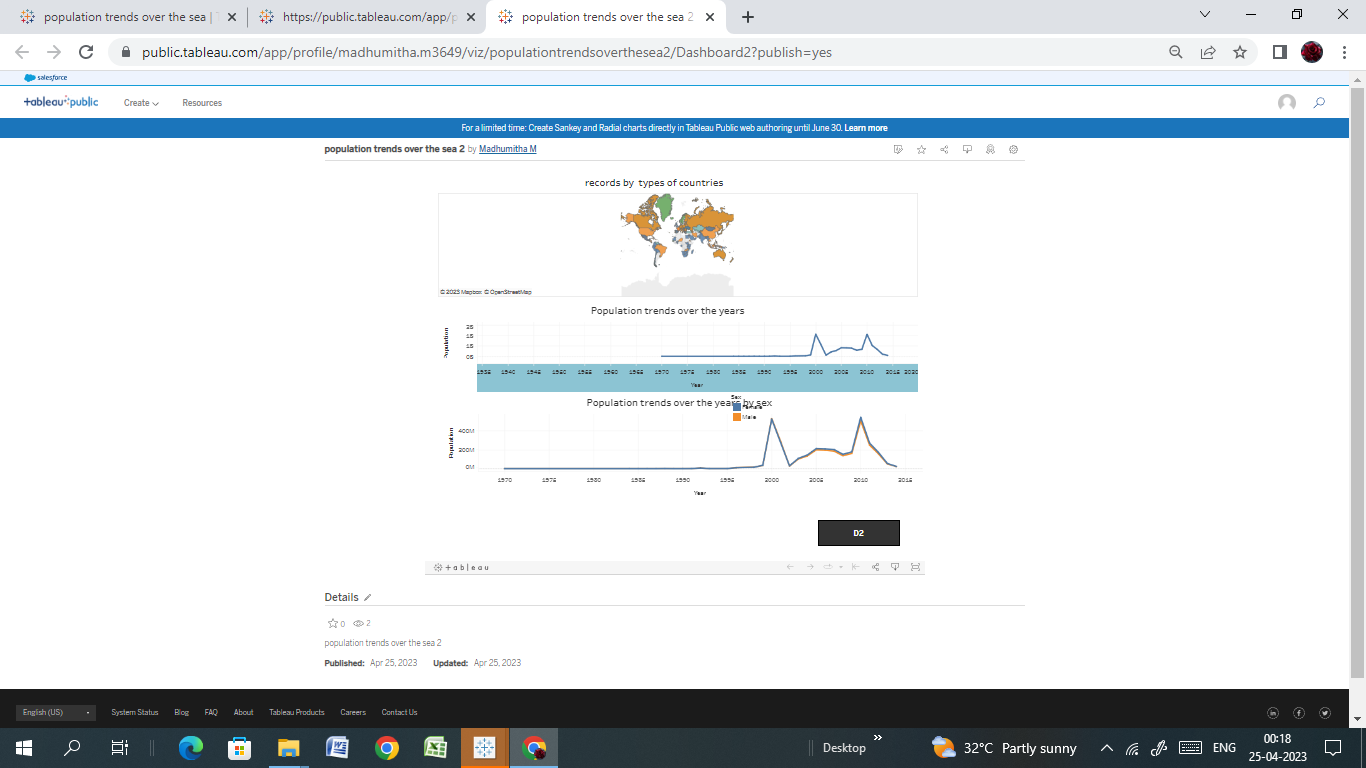 population trends over the sea | T
https://public.tableau.com/app/p
population trends over the sea 2
public.tableau.com/app/profile/madhumitha.m3649/viz/populationtrendsoverthesea2/Dashboard2?publish=yes
salesforce
+ableau public Create Resources
For a limited time: Create Sankey and Radial charts directly in Tableau Public web authoring until June 30. Learn more
population trends over the sea 2 by Madhumitha M
records by types of countries
© 2023 Mapbox © OpenStreetMap
Population trends over the years
Population
1935 1940 1945 1950 1955 1960 1965 1970 1975 1980 1985 1990 1995 2000 2005 2010 2015 2020
Year
Population trends over the years by sex
Sex
Female
Male
Population
400M
200M
0M
1970 1975 1980 1985 1990 1995 2000 2005 2010 2015
Year
D2
+ableau
Details
0 2
population trends over the sea 2
Published: Apr 25, 2023 Updated: Apr 25, 2023
English (US) System Status Blog FAQ About Tableau Products Careers Contact Us
Desktop
32°C Partly sunny
ENG
00:18
25-04-2023